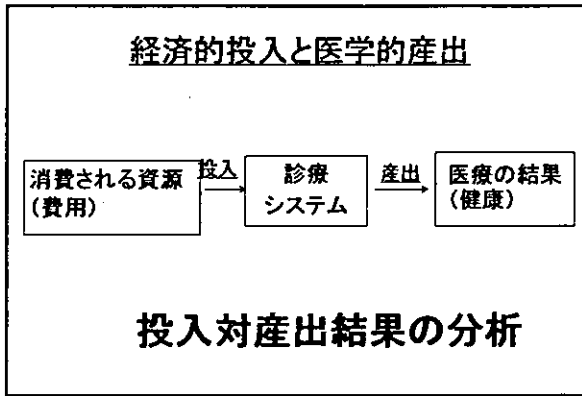 経済的投入と医学的産出
消費される資源
(費用)
投入
診療
システム
産出
医療の結果
(健康)
投入対産出結果の分析